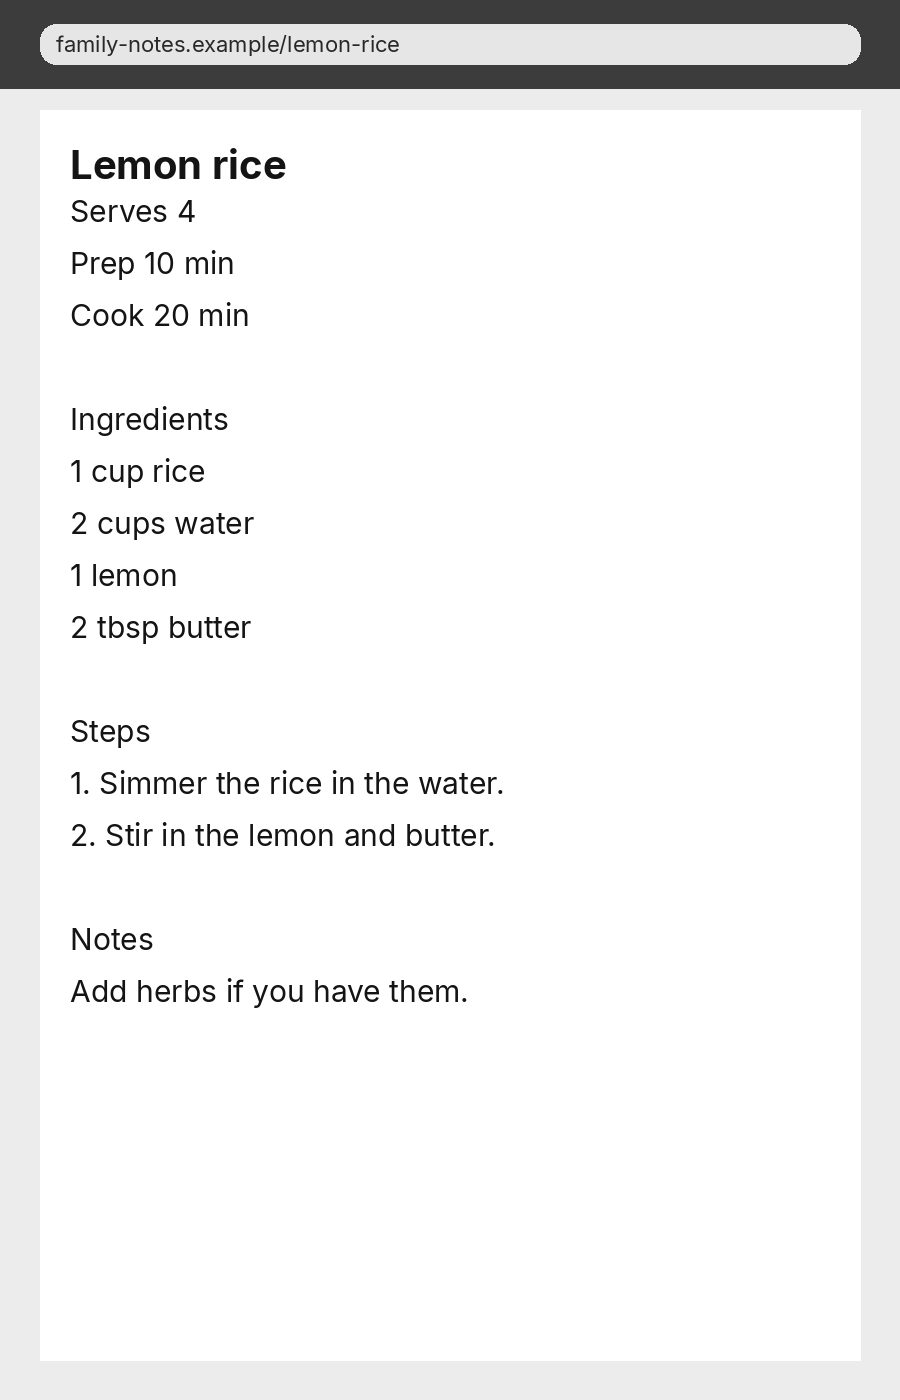 family-notes.example/lemon-rice
Lemon rice
Serves 4
Prep 10 min
Cook 20 min
Ingredients
1 cup rice
2 cups water
1 lemon
2 tbsp butter
Steps
1. Simmer the rice in the water.
2. Stir in the lemon and butter.
Notes
Add herbs if you have them.